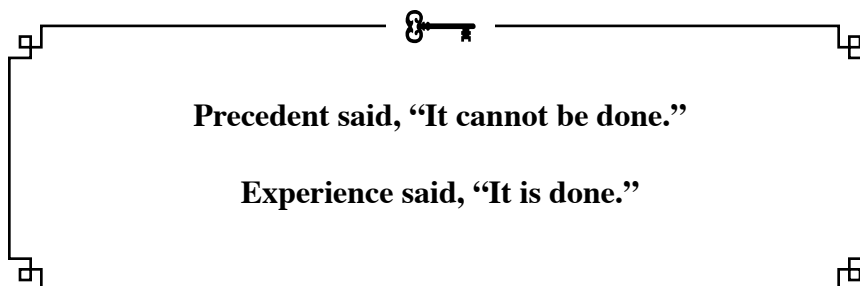 Precedent said, “It cannot be done.”
Experience said, “It is done.”